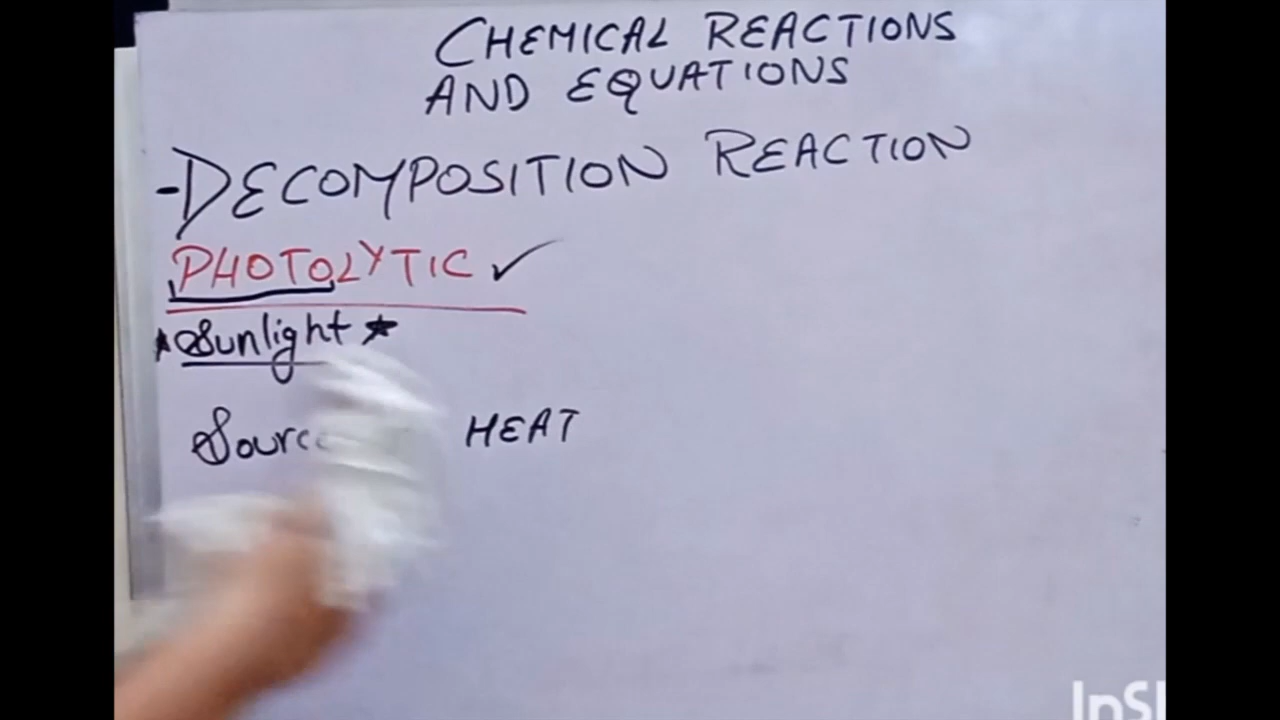 CHEMICAL REACTIONS
AND EQUATIONS
-DECOMPOSITION REACTION
PHOTOLYTIC ✓
★Sunlight★
HEAT